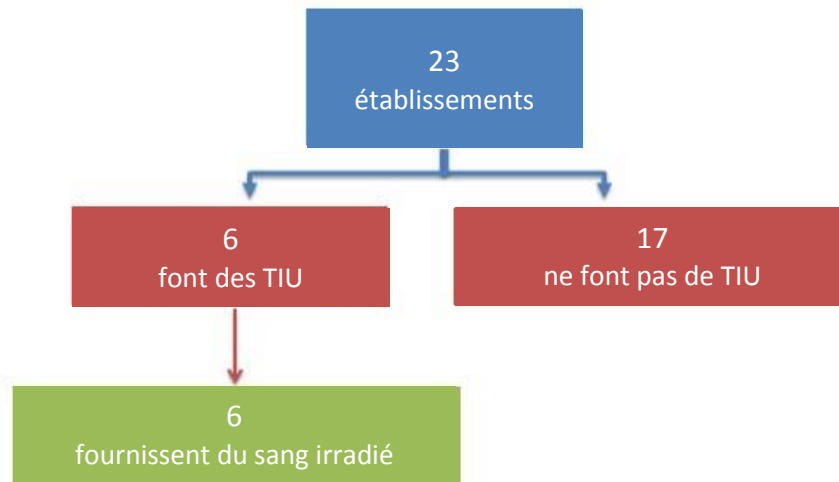 23
établissements
6
font des TIU
17
ne font pas de TIU
6
fournissent du sang irradié